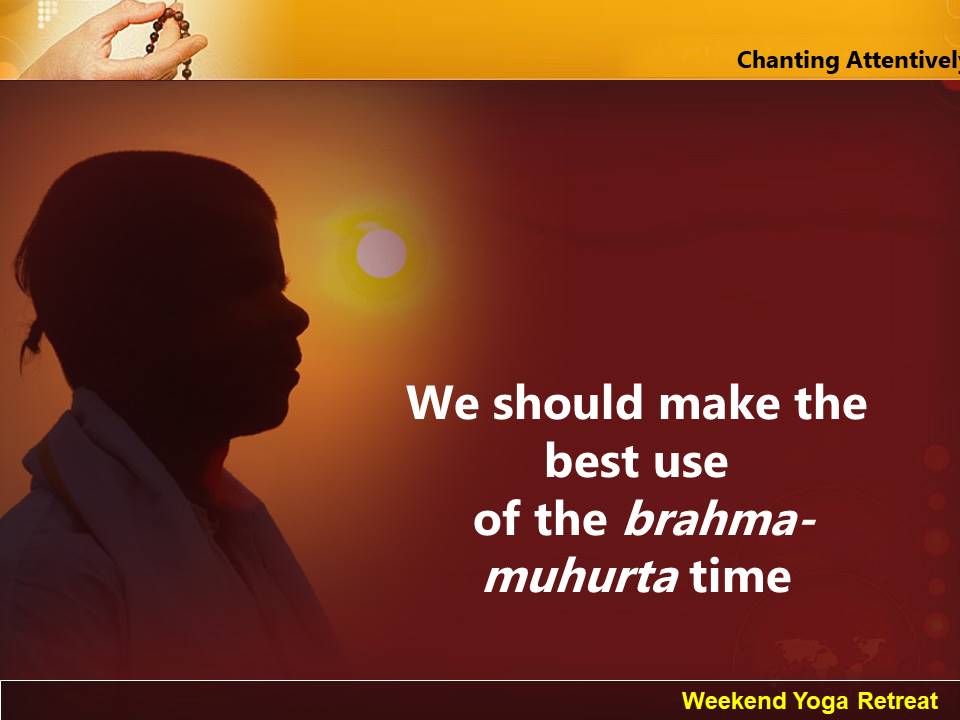 Chanting Attentively
We should make the
best use
of the brahma-
muhurta time
Weekend Yoga Retreat